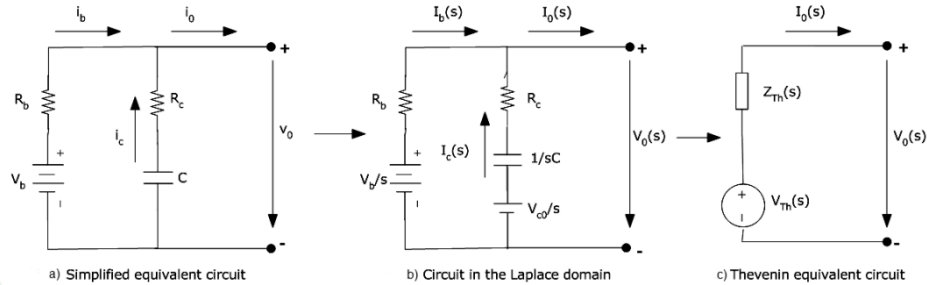 i_b
i_0
R_b
R_c
i_c
v_0
+
V_b
C
+
-
a) Simplified equivalent circuit
I_b(s)
I_0(s)
R_b
R_c
I_c(s)
1/sC
V_0(s)
+
V_b/s
V_c0/s
+
-
b) Circuit in the Laplace domain
I_0(s)
+
Z_Th(s)
V_0(s)
+
V_Th(s)
-
c) Thevenin equivalent circuit